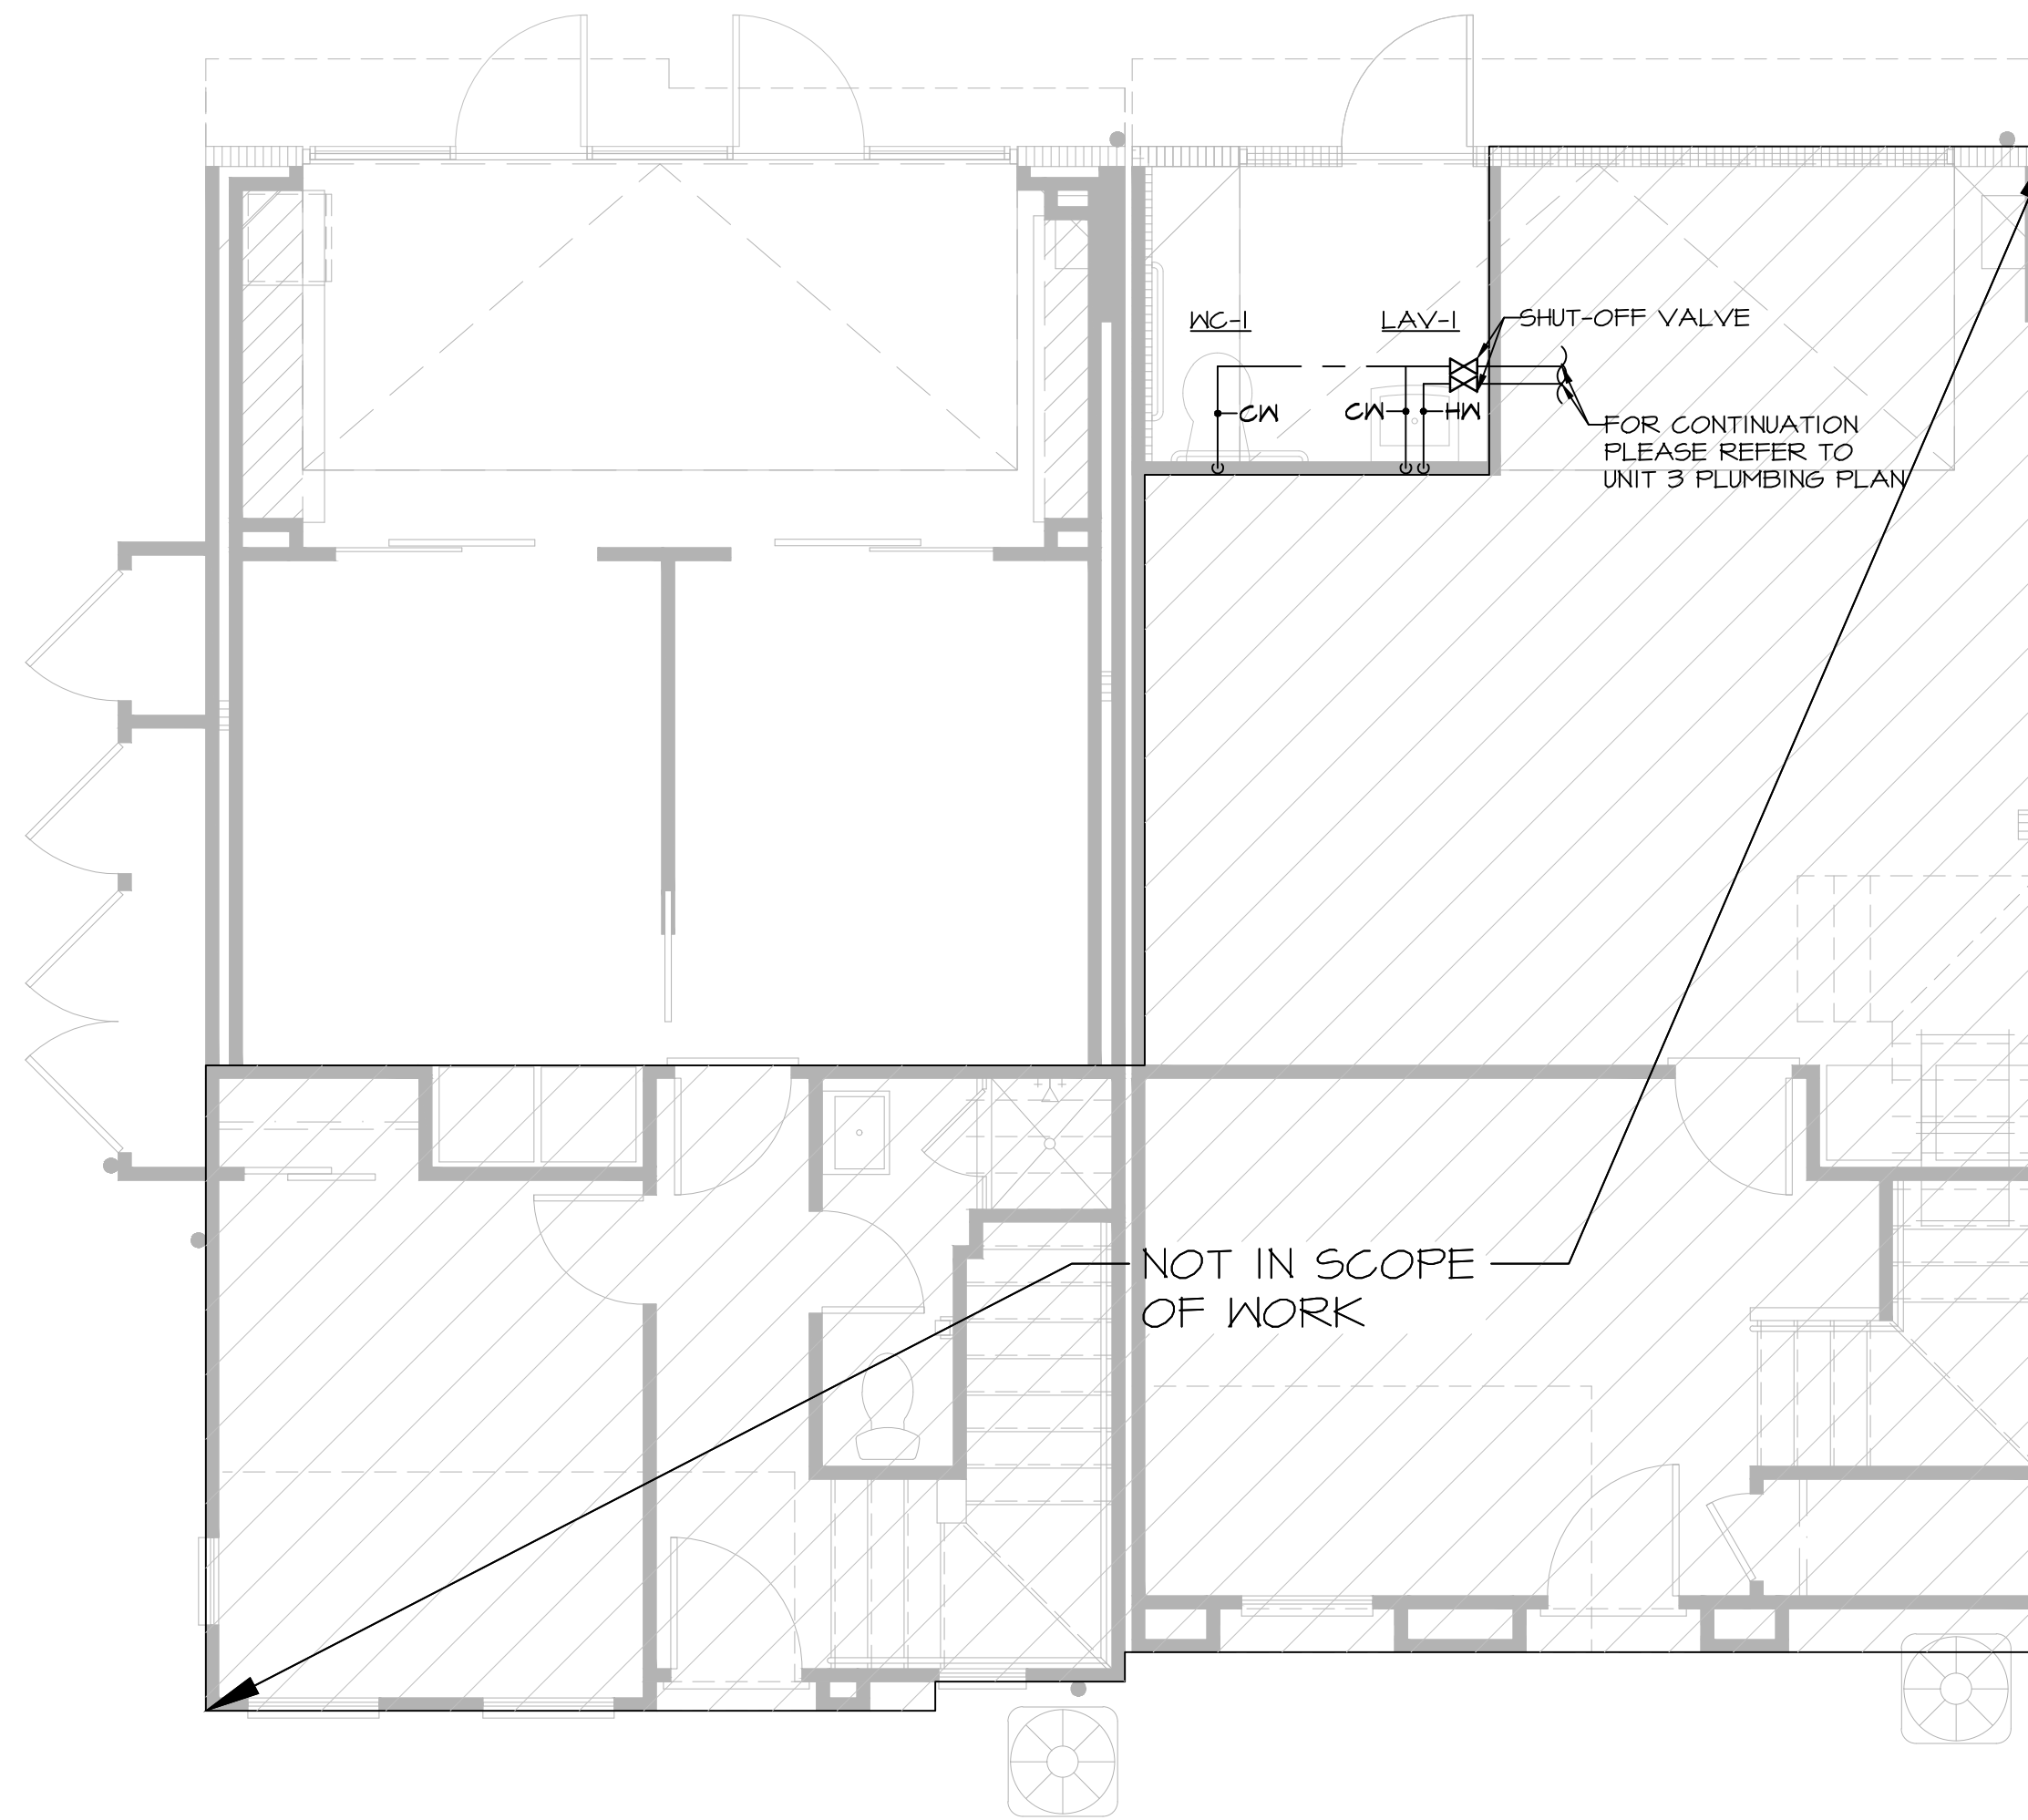 WC-1
LAV-1
SHUT-OFF VALVE
CW
CW
HW
FOR CONTINUATION
PLEASE REFER TO
UNIT 3 PLUMBING PLAN
NOT IN SCOPE
OF WORK